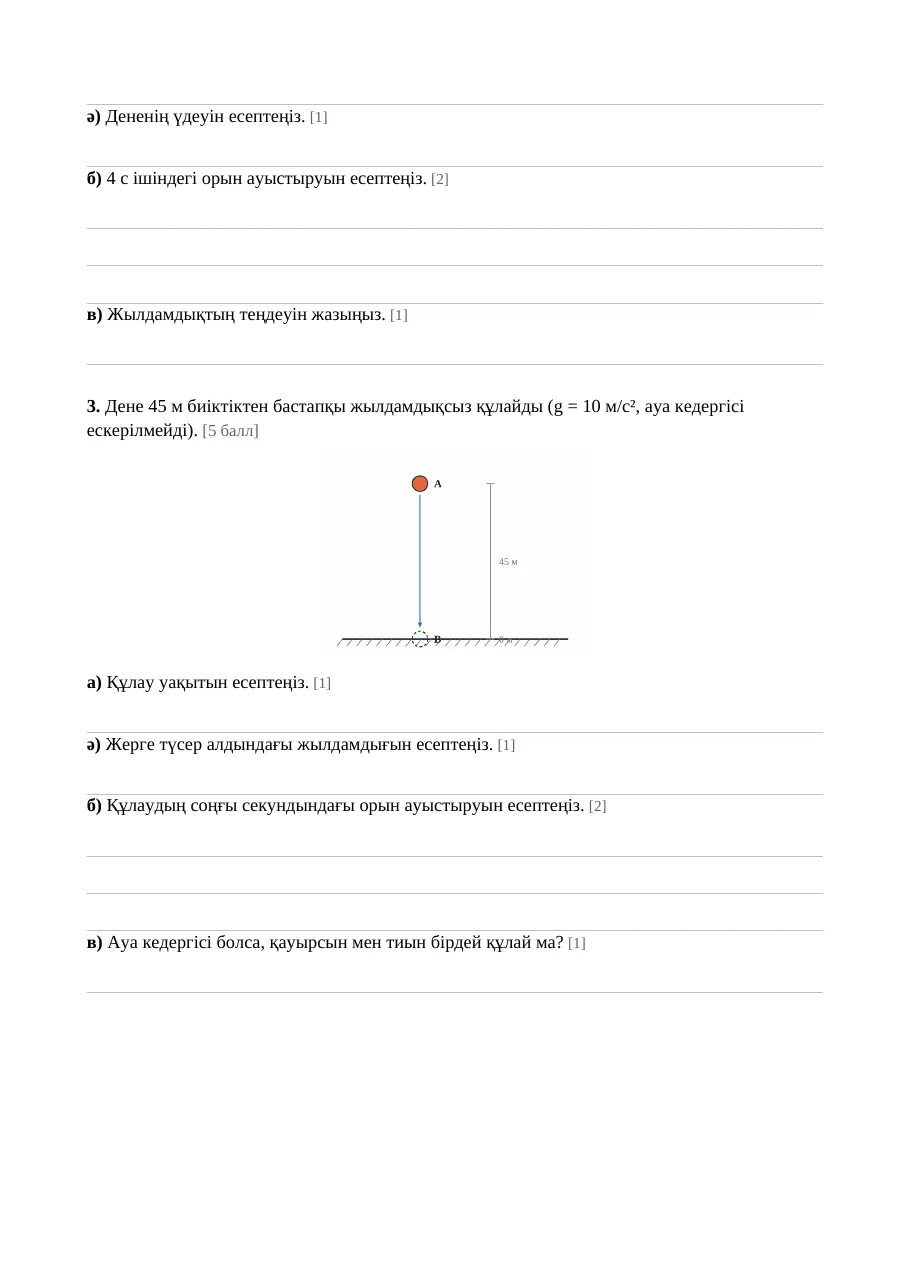 ә) Дененің үдеуін есептеңіз. [1]
б) 4 с ішіндегі орын ауыстыруын есептеңіз. [2]
в) Жылдамдықтың теңдеуін жазыңыз. [1]
3. Дене 45 м биіктіктен бастапқы жылдамдықсыз құлайды (g = 10 м/с², ауа кедергісі
ескерілмейді). [5 балл]
A
45 м
B
а) Құлау уақытын есептеңіз. [1]
ә) Жерге түсер алдындағы жылдамдығын есептеңіз. [1]
б) Құлаудың соңғы секундындағы орын ауыстыруын есептеңіз. [2]
в) Ауа кедергісі болса, қауырсын мен тиын бірдей құлай ма? [1]